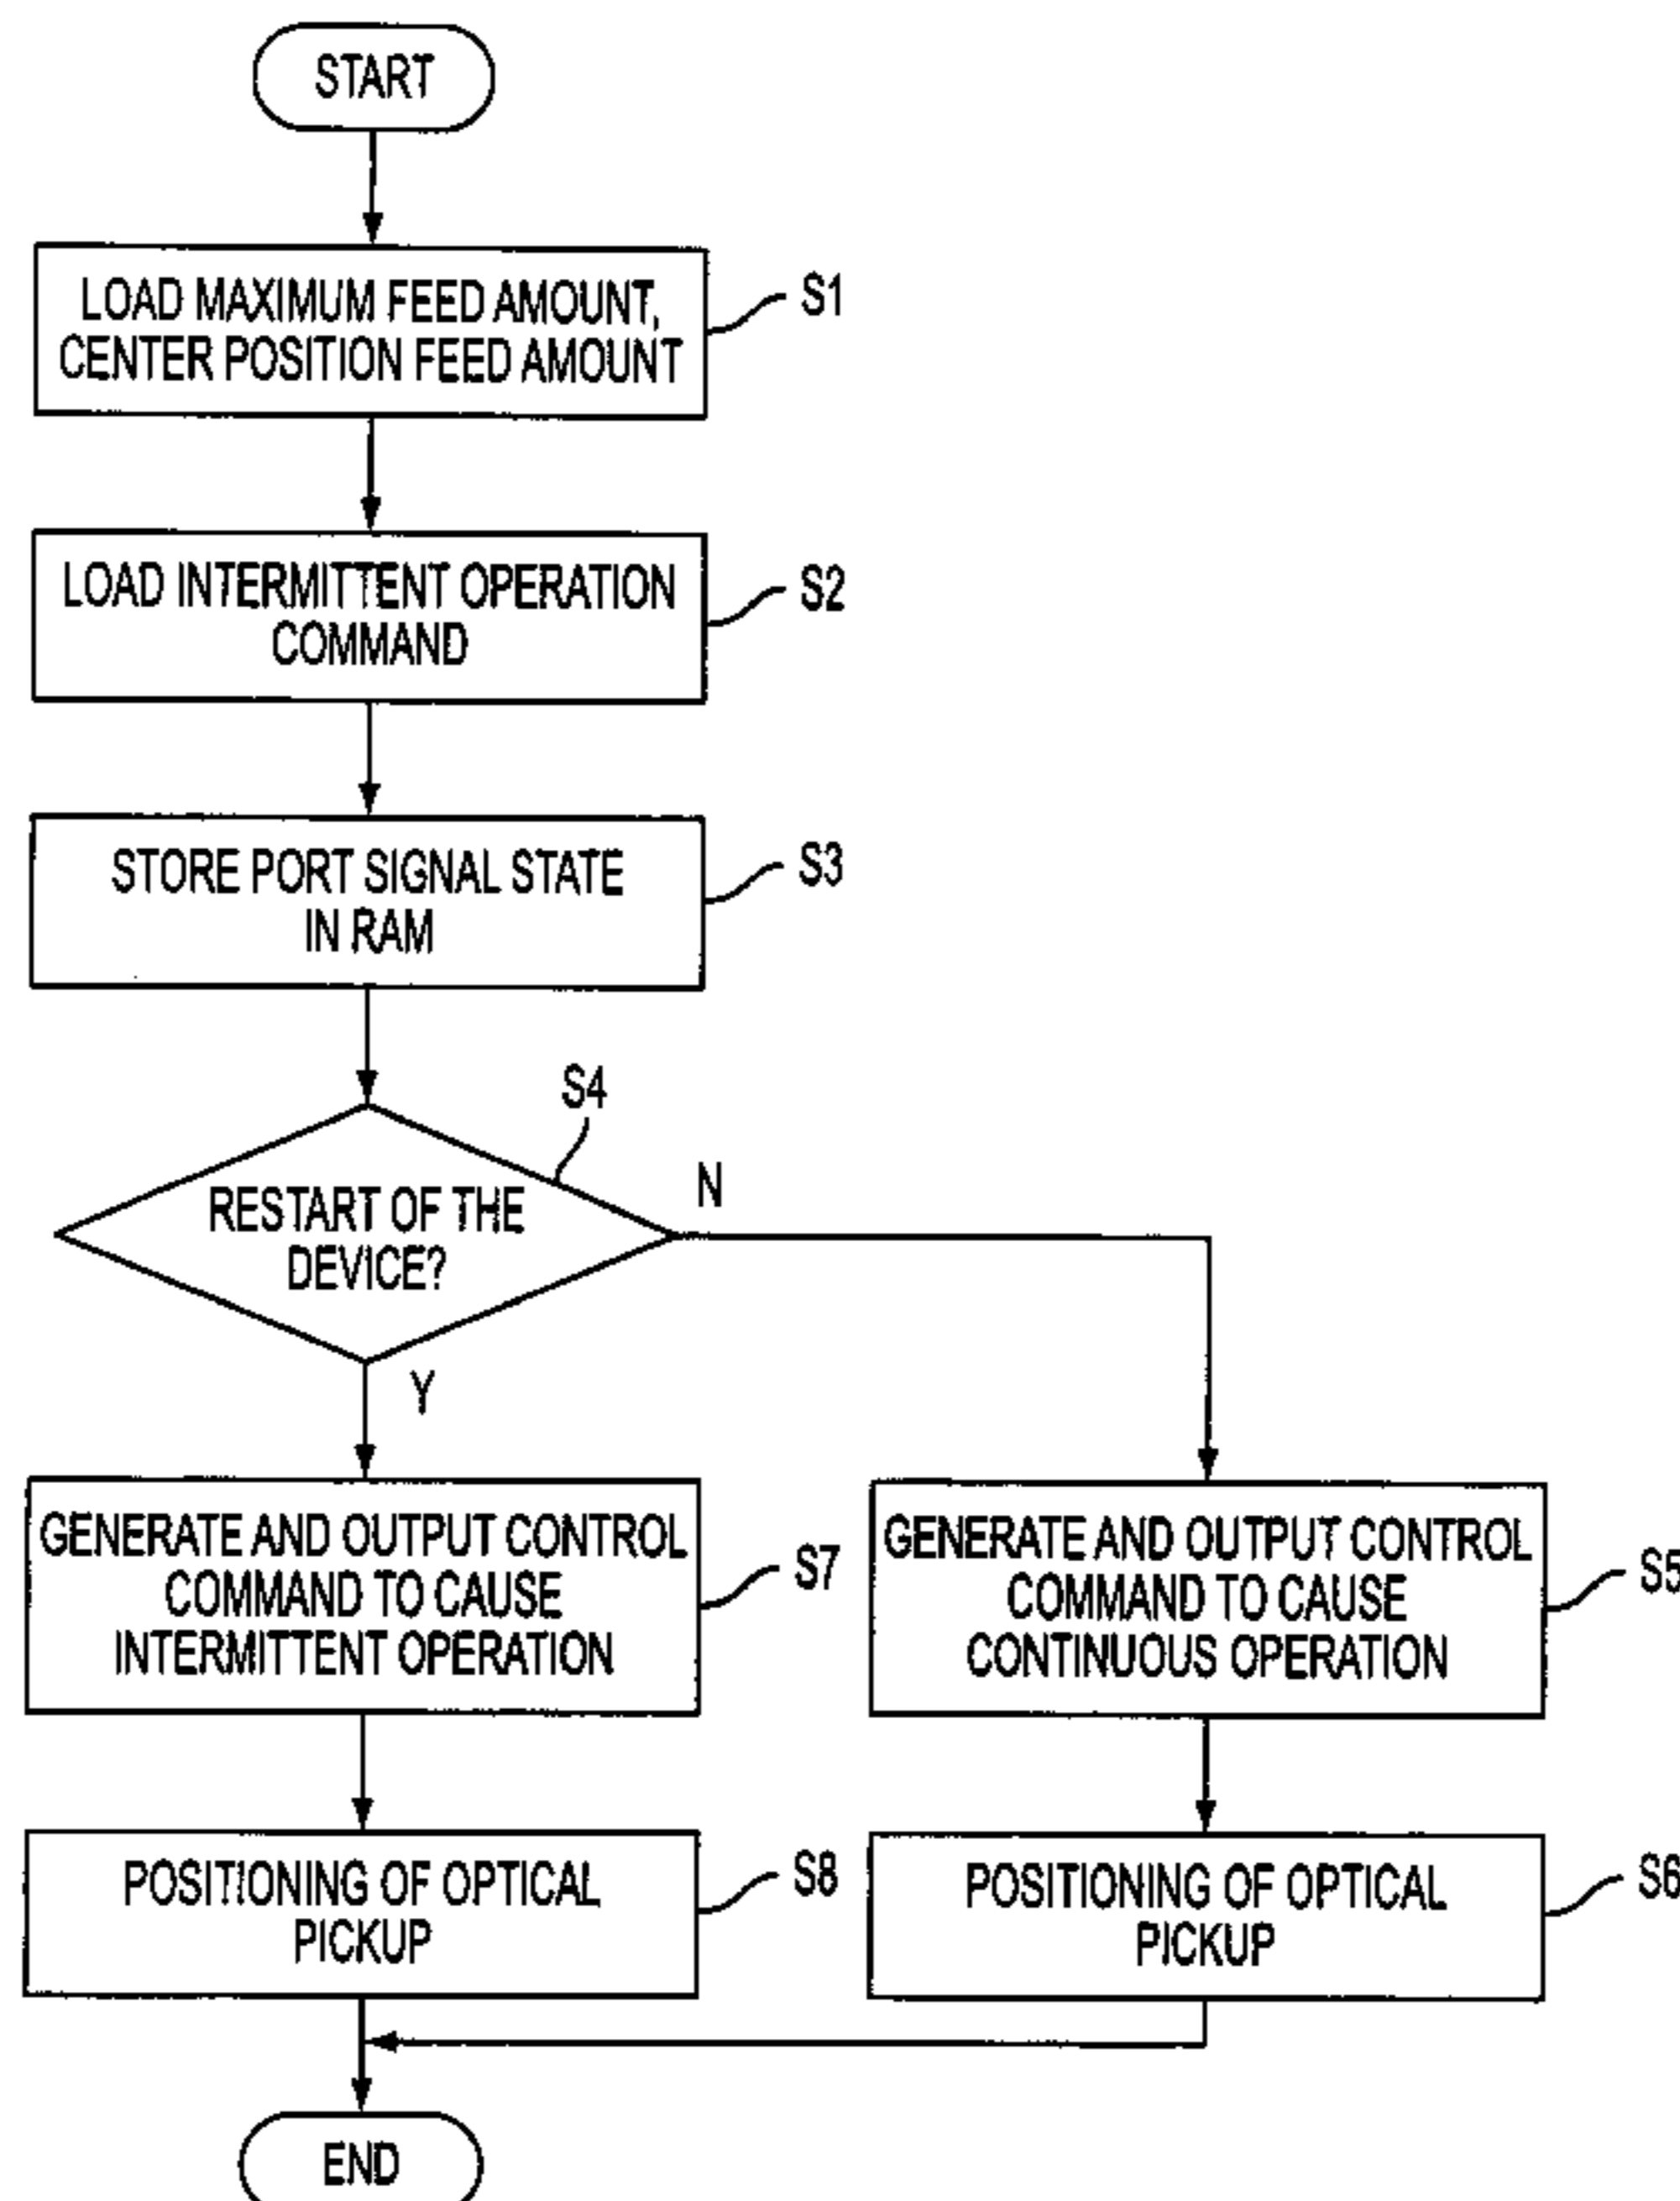 START
LOAD MAXIMUM FEED AMOUNT,
CENTER POSITION FEED AMOUNT
S1
LOAD INTERMITTENT OPERATION
COMMAND
S2
STORE PORT SIGNAL STATE
IN RAM
S3
S4
RESTART OF THE
DEVICE?
N
Y
GENERATE AND OUTPUT CONTROL
COMMAND TO CAUSE
INTERMITTENT OPERATION
S7
GENERATE AND OUTPUT CONTROL
COMMAND TO CAUSE
CONTINUOUS OPERATION
S5
POSITIONING OF OPTICAL
PICKUP
S8
POSITIONING OF OPTICAL
PICKUP
S6
END